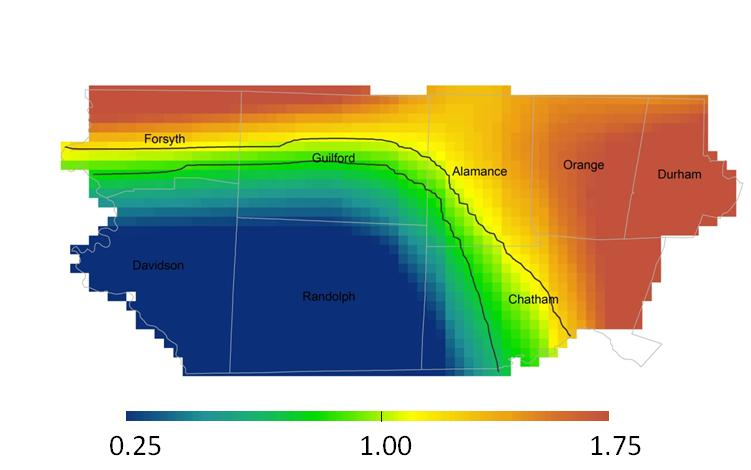 Forsyth
Guilford
Alamance
Orange
Durham
Davidson
Randolph
Chatham
0.25 1.00 1.75